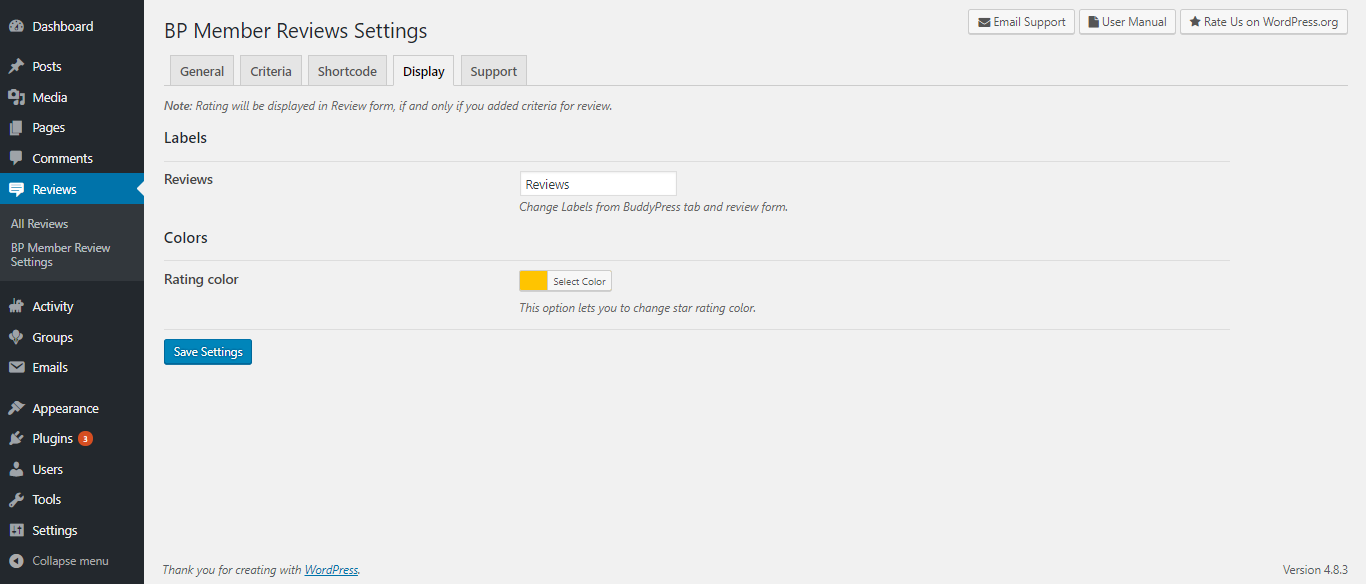 Dashboard
Posts
Media
Pages
Comments
Reviews
All Reviews
BP Member Review
Settings
Activity
Groups
Emails
Appearance
Plugins 3
Users
Tools
Settings
Collapse menu
BP Member Reviews Settings
Email Support
User Manual
Rate Us on WordPress.org
General
Criteria
Shortcode
Display
Support
Note: Rating will be displayed in Review form, if and only if you added criteria for review.
Labels
Reviews
Reviews
Change Labels from BuddyPress tab and review form.
Colors
Rating color
Select Color
This option lets you to change star rating color.
Save Settings
Thank you for creating with WordPress.
Version 4.8.3